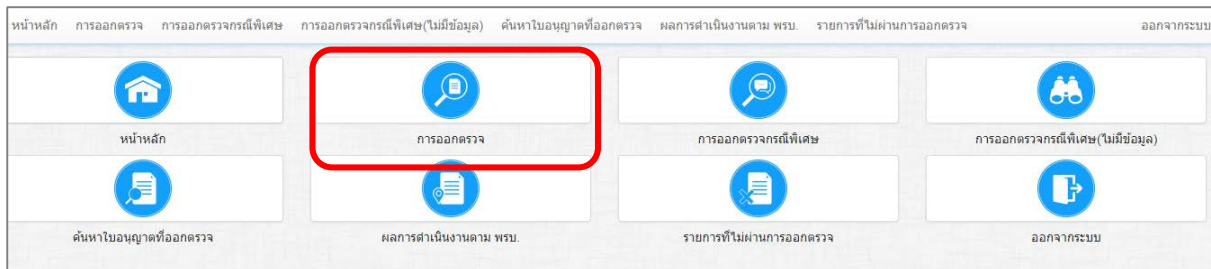 หน้าหลัก การออกตรวจ การออกตรวจกรณีพิเศษ การออกตรวจกรณีพิเศษ(ไม่มีข้อมูล) ค้นหาใบอนุญาตที่ออกตรวจ ผลการดำเนินงานตาม พรบ. รายการที่ไม่ผ่านการออกตรวจ ออกจากระบบ
หน้าหลัก การออกตรวจ การออกตรวจกรณีพิเศษ การออกตรวจกรณีพิเศษ(ไม่มีข้อมูล)
ค้นหาใบอนุญาตที่ออกตรวจ ผลการดำเนินงานตาม พรบ. รายการที่ไม่ผ่านการออกตรวจ ออกจากระบบ